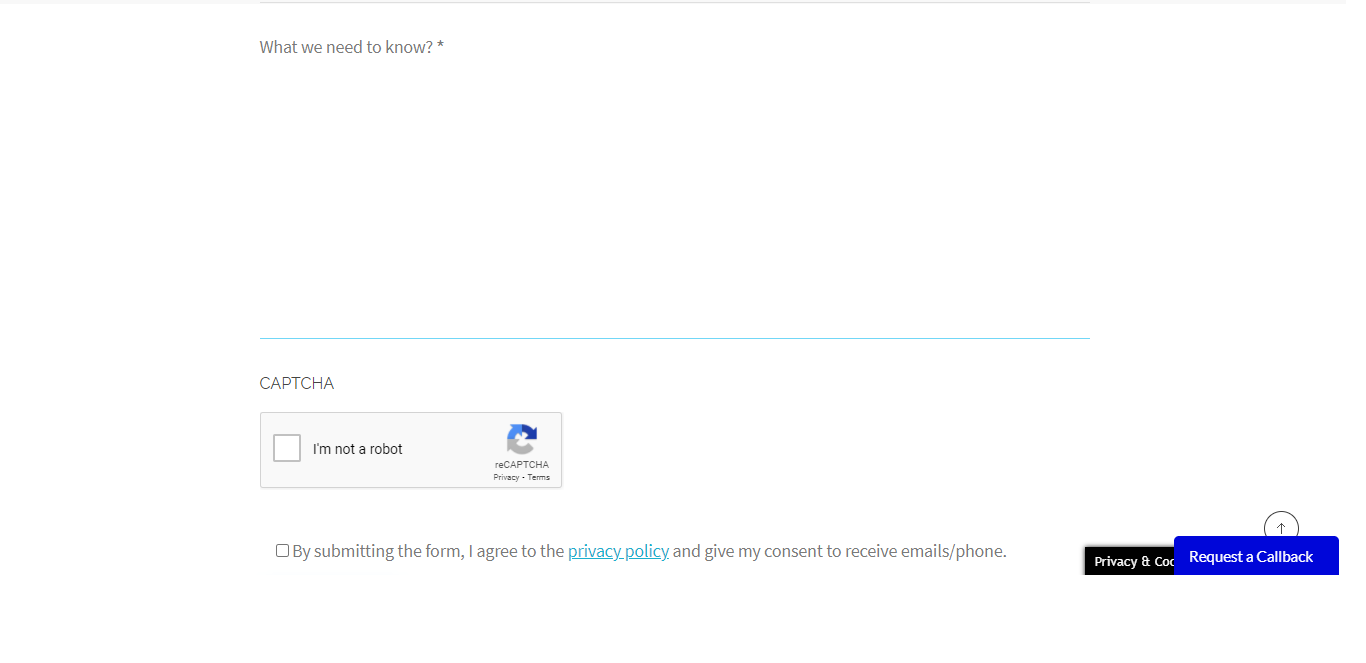 What we need to know? *
CAPTCHA
I'm not a robot
reCAPTCHA
Privacy - Terms
By submitting the form, I agree to the privacy policy and give my consent to receive emails/phone.
Privacy & Coo
Request a Callback